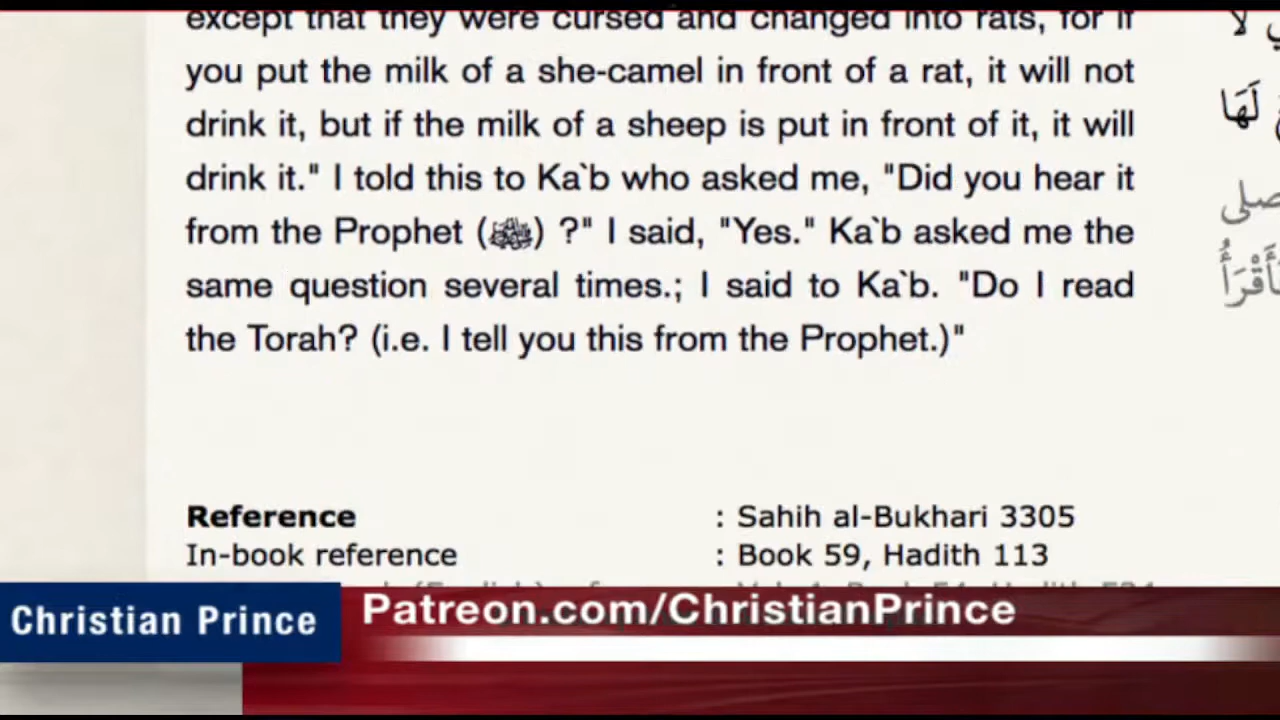 except that they were cursed and changed into rats, for if
you put the milk of a she-camel in front of a rat, it will not
drink it, but if the milk of a sheep is put in front of it, it will
drink it." I told this to Ka`b who asked me, "Did you hear it
from the Prophet (ﷺ) ?" I said, "Yes." Ka`b asked me the
same question several times.; I said to Ka`b. "Do I read
the Torah? (i.e. I tell you this from the Prophet.)"
لَهَا
صلى
Reference : Sahih al-Bukhari 3305
In-book reference : Book 59, Hadith 113
Christian Prince
Patreon.com/ChristianPrince